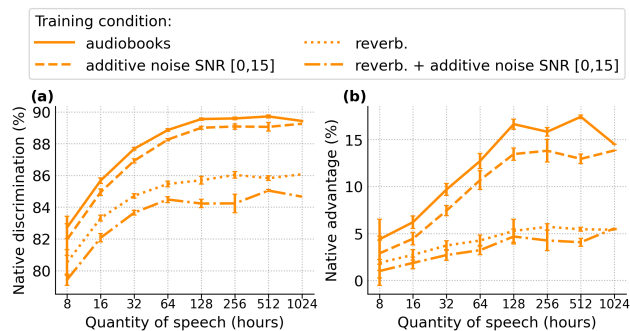 Training condition:
audiobooks
additive noise SNR [0,15]
reverb.
reverb. + additive noise SNR [0,15]
(a)
Native discrimination (%)
90
88
86
84
82
80
8 16 32 64 128 256 512 1024
Quantity of speech (hours)
(b)
Native advantage (%)
15
10
5
0
8 16 32 64 128 256 512 1024
Quantity of speech (hours)